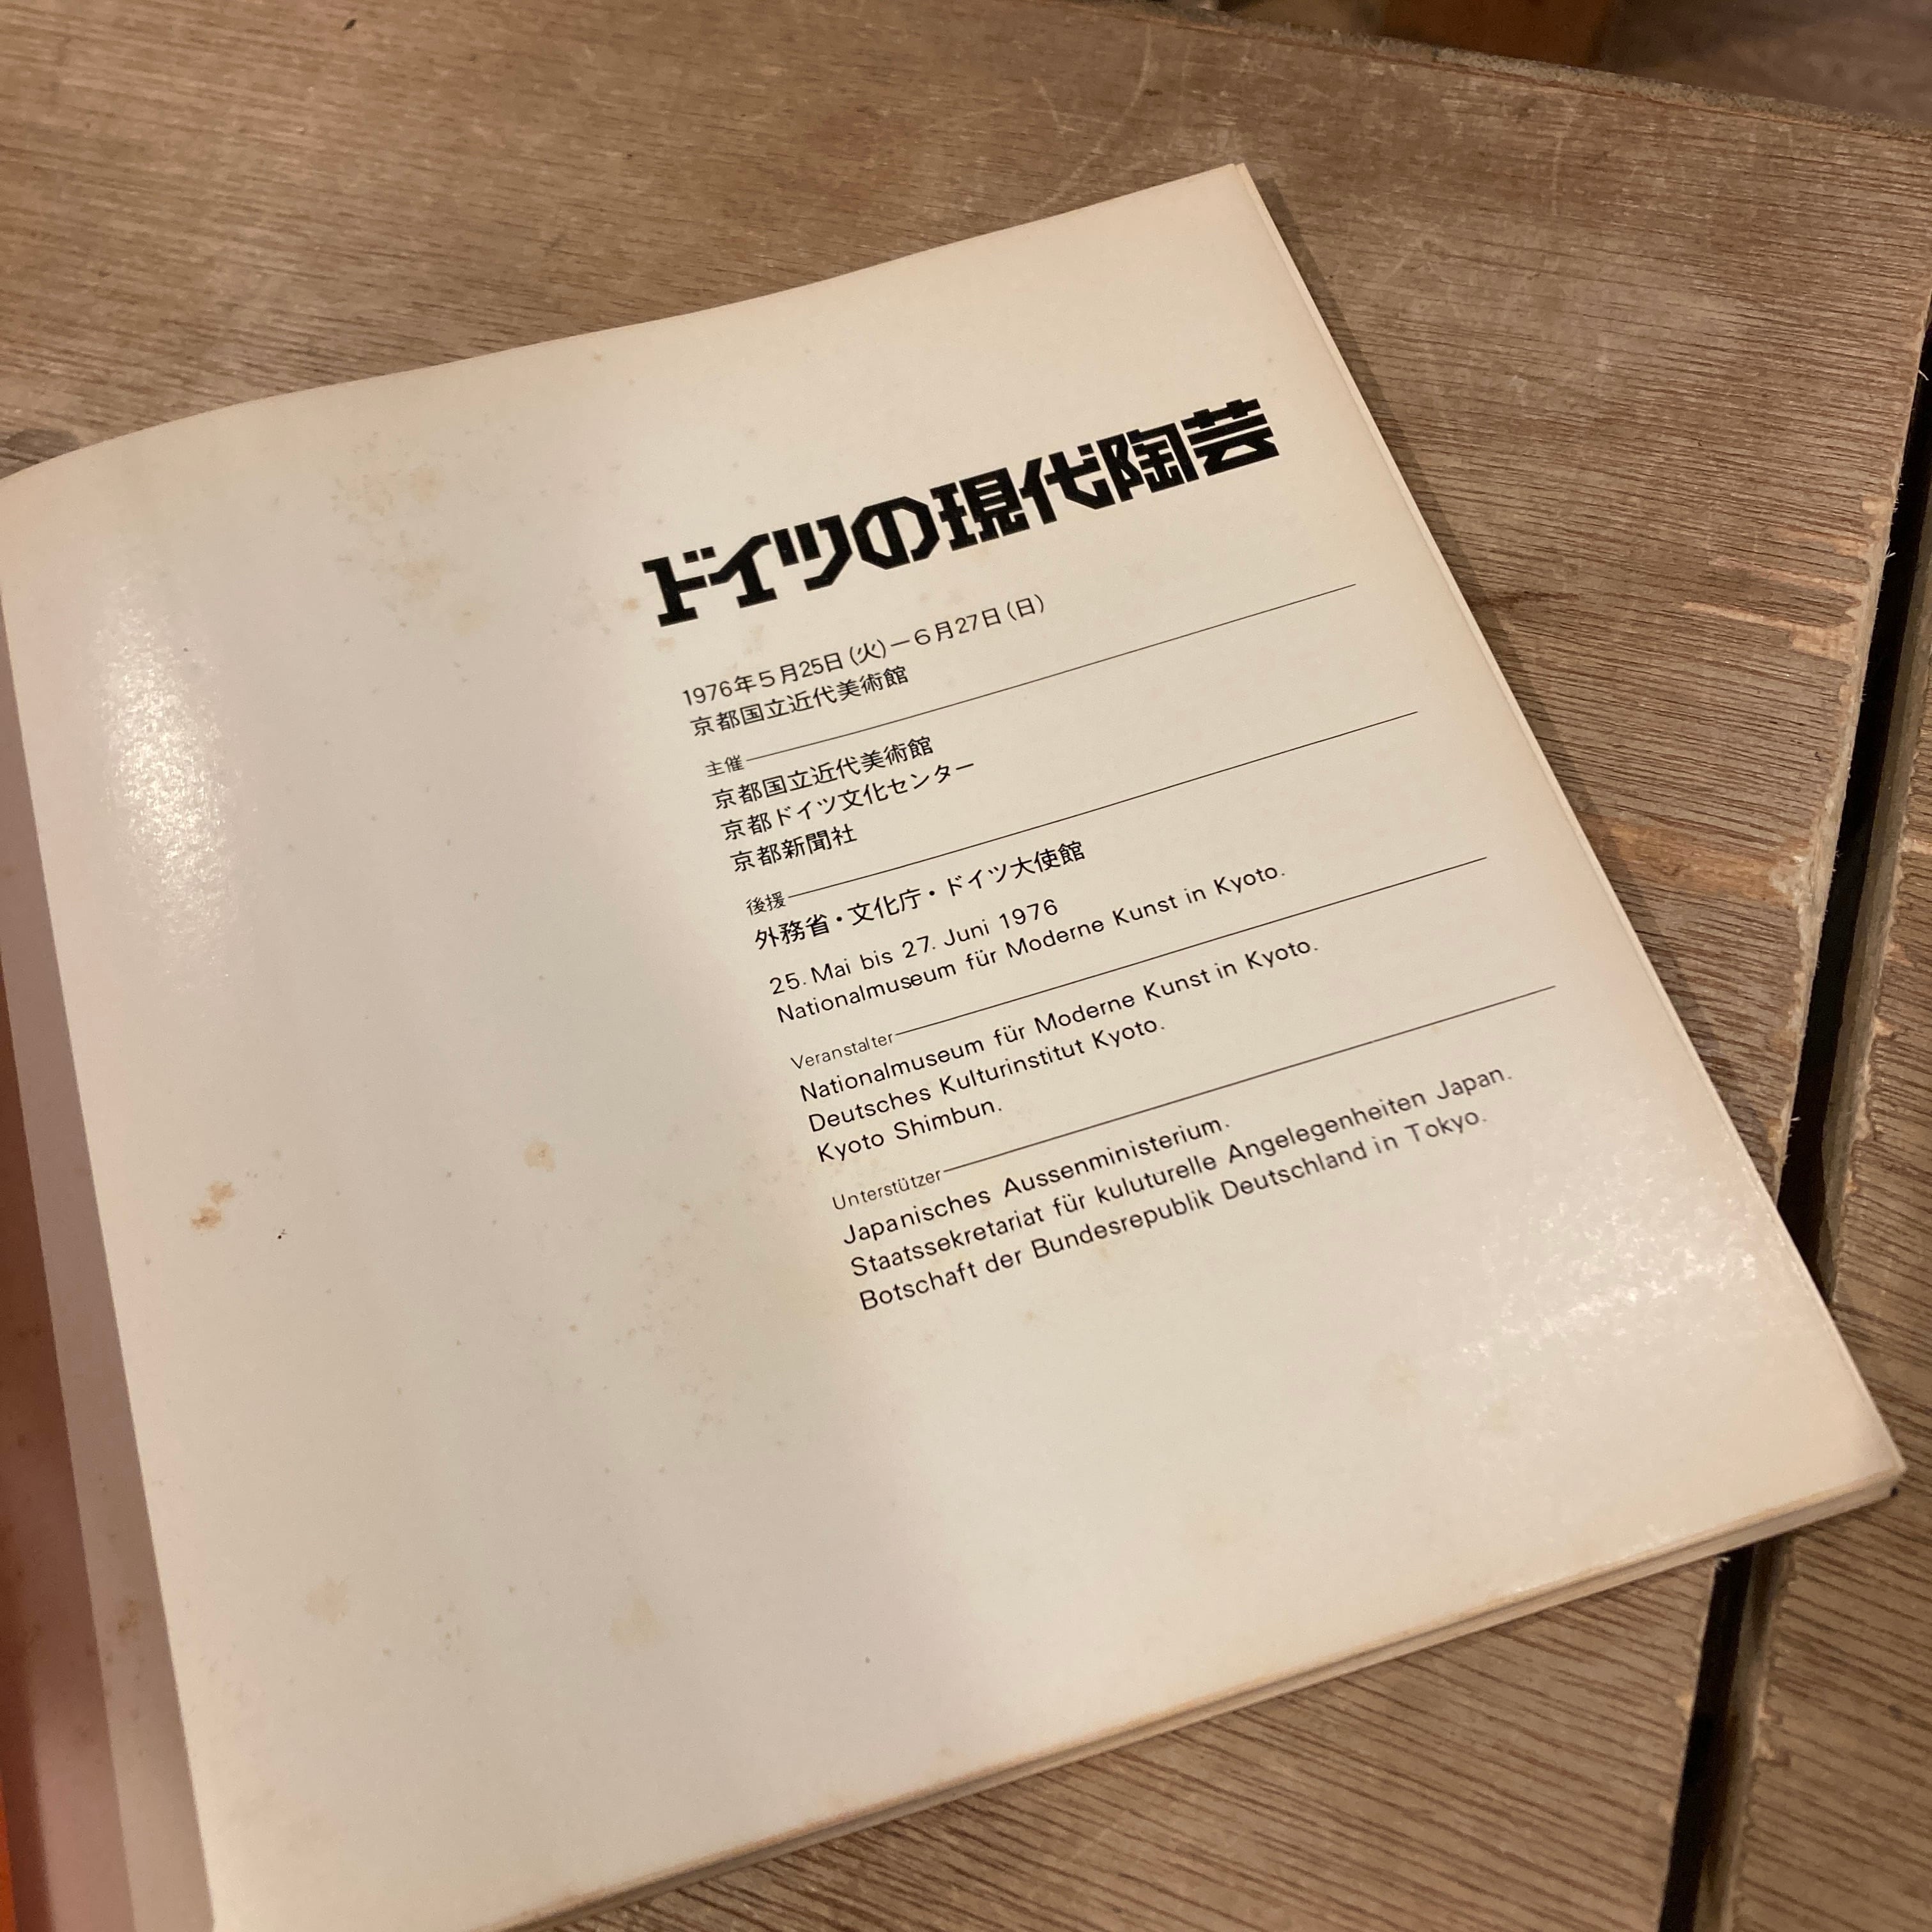 ドイツの現代陶芸
1976年5月25日(火)―6月27日(日)
京都国立近代美術館
主催
京都国立近代美術館
京都ドイツ文化センター
京都新聞社
後援
外務省・文化庁・ドイツ大使館
25. Mai bis 27. Juni 1976
Nationalmuseum für Moderne Kunst in Kyoto.
Veranstalter
Nationalmuseum für Moderne Kunst in Kyoto.
Deutsches Kulturinstitut Kyoto.
Kyoto Shimbun.
Unterstützer
Japanisches Aussenministerium.
Staatssekretariat für kuluturelle Angelegenheiten Japan.
Botschaft der Bundesrepublik Deutschland in Tokyo.